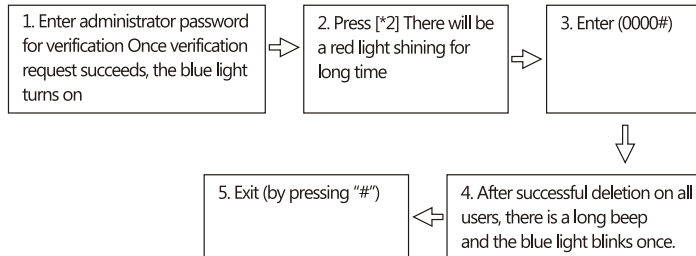 1. Enter administrator password
for verification Once verification
request succeeds, the blue light
turns on
2. Press [*2] There will be
a red light shining for
long time
3. Enter (0000#)
4. After successful deletion on all
users, there is a long beep
and the blue light blinks once.
5. Exit (by pressing “#”)